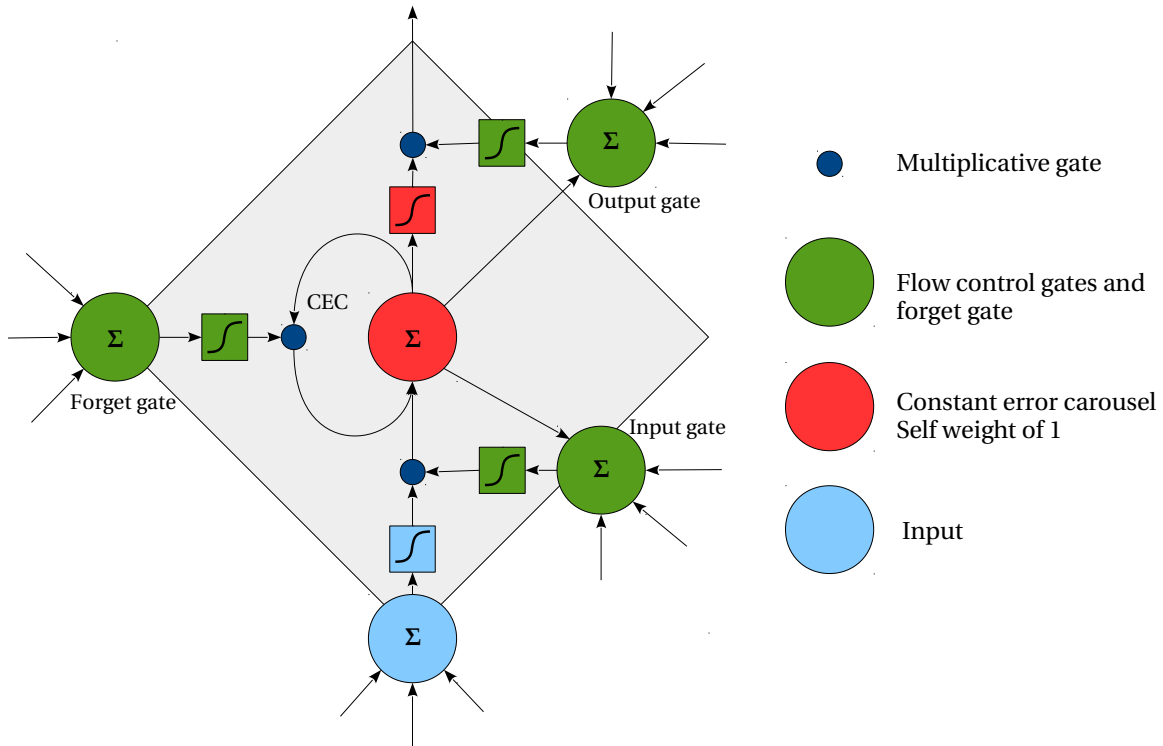 Σ
Output gate
CEC
Σ
Σ
Forget gate
Input gate
Σ
Σ
Multiplicative gate
Flow control gates and
forget gate
Constant error carousel
Self weight of 1
Input